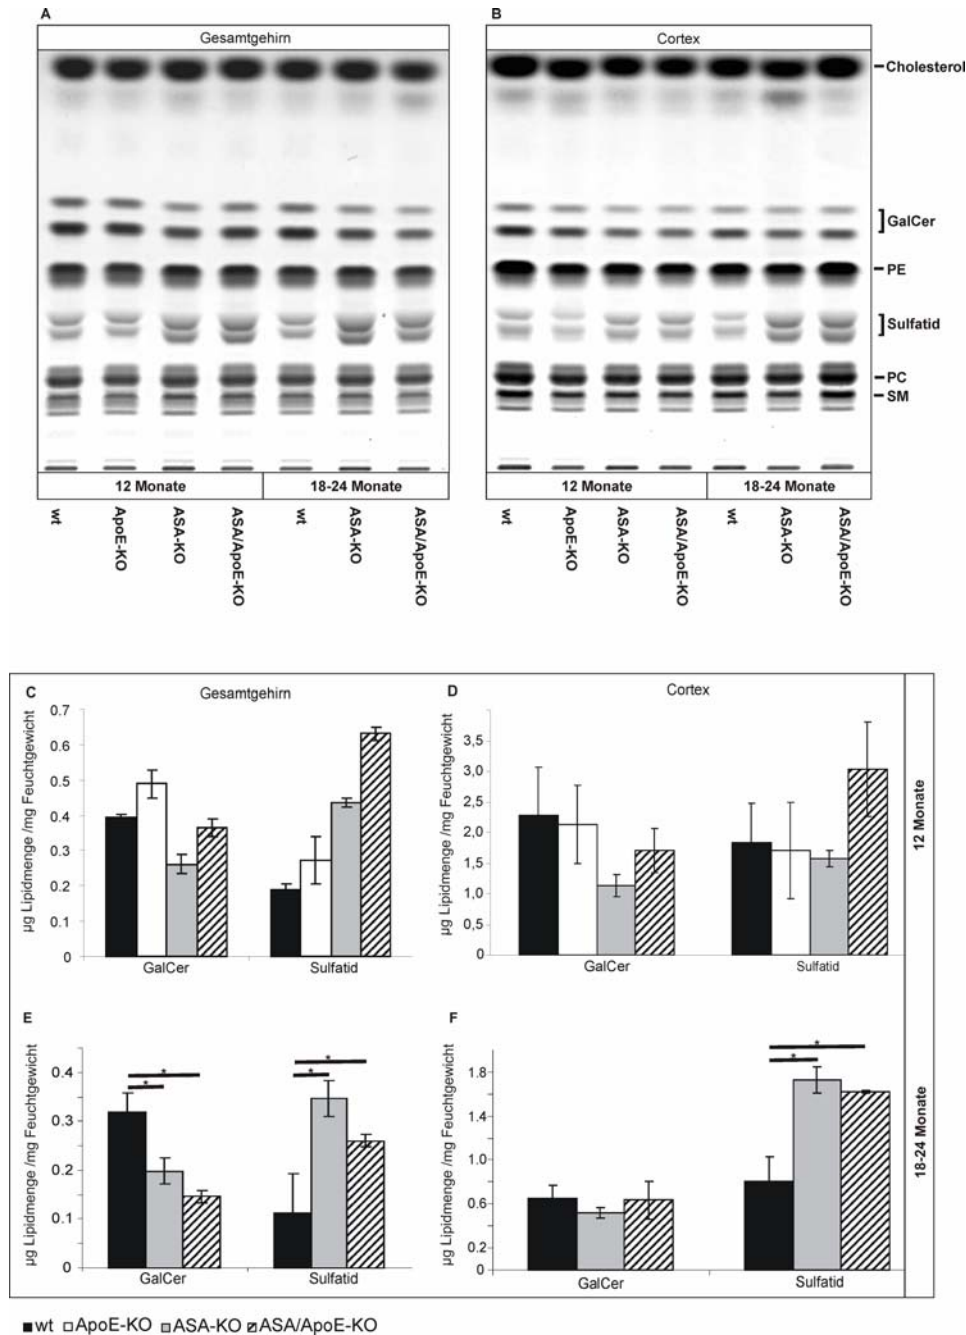 A
B
Gesamtgehirn
Cortex
Cholesterol
GalCer
PE
Sulfatid
PC
SM
12 Monate
18-24 Monate
12 Monate
18-24 Monate
wt
ApoE-KO
ASA-KO
ASA/ApoE-KO
wt
ASA-KO
ASA/ApoE-KO
wt
ApoE-KO
ASA-KO
ASA/ApoE-KO
wt
ASA-KO
ASA/ApoE-KO
C
Gesamtgehirn
µg Lipidmenge /mg Feuchtgewicht
0.7
0.6
0.5
0.4
0.3
0.2
0.1
0
GalCer
Sulfatid
D
Cortex
µg Lipidmenge /mg Feuchtgewicht
3,5
3,0
2,5
2,0
1,5
1,0
0,5
0
GalCer
Sulfatid
12 Monate
E
µg Lipidmenge /mg Feuchtgewicht
0.4
0.3
0.2
0.1
0
* *
* *
GalCer
Sulfatid
F
µg Lipidmenge /mg Feuchtgewicht
1.8
1.4
1.0
0.6
0.2
0
* *
GalCer
Sulfatid
18-24 Monate
wt ApoE-KO ASA-KO ASA/ApoE-KO